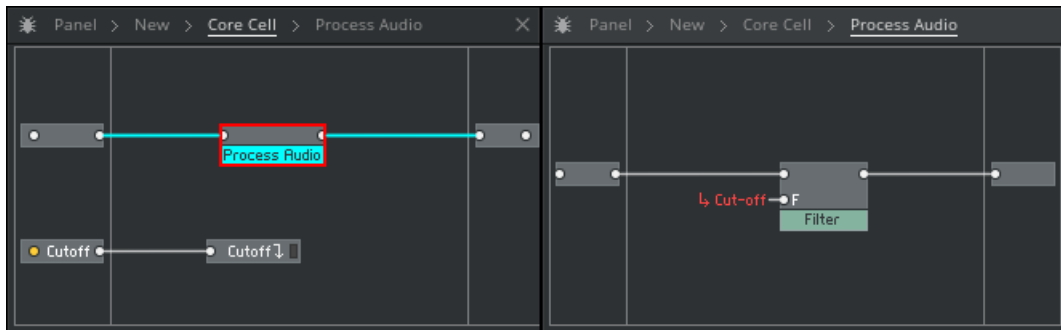 Panel > New > Core Cell > Process Audio
Process Audio
Cutoff
Cutoff
Panel > New > Core Cell > Process Audio
Cut-off
F
Filter